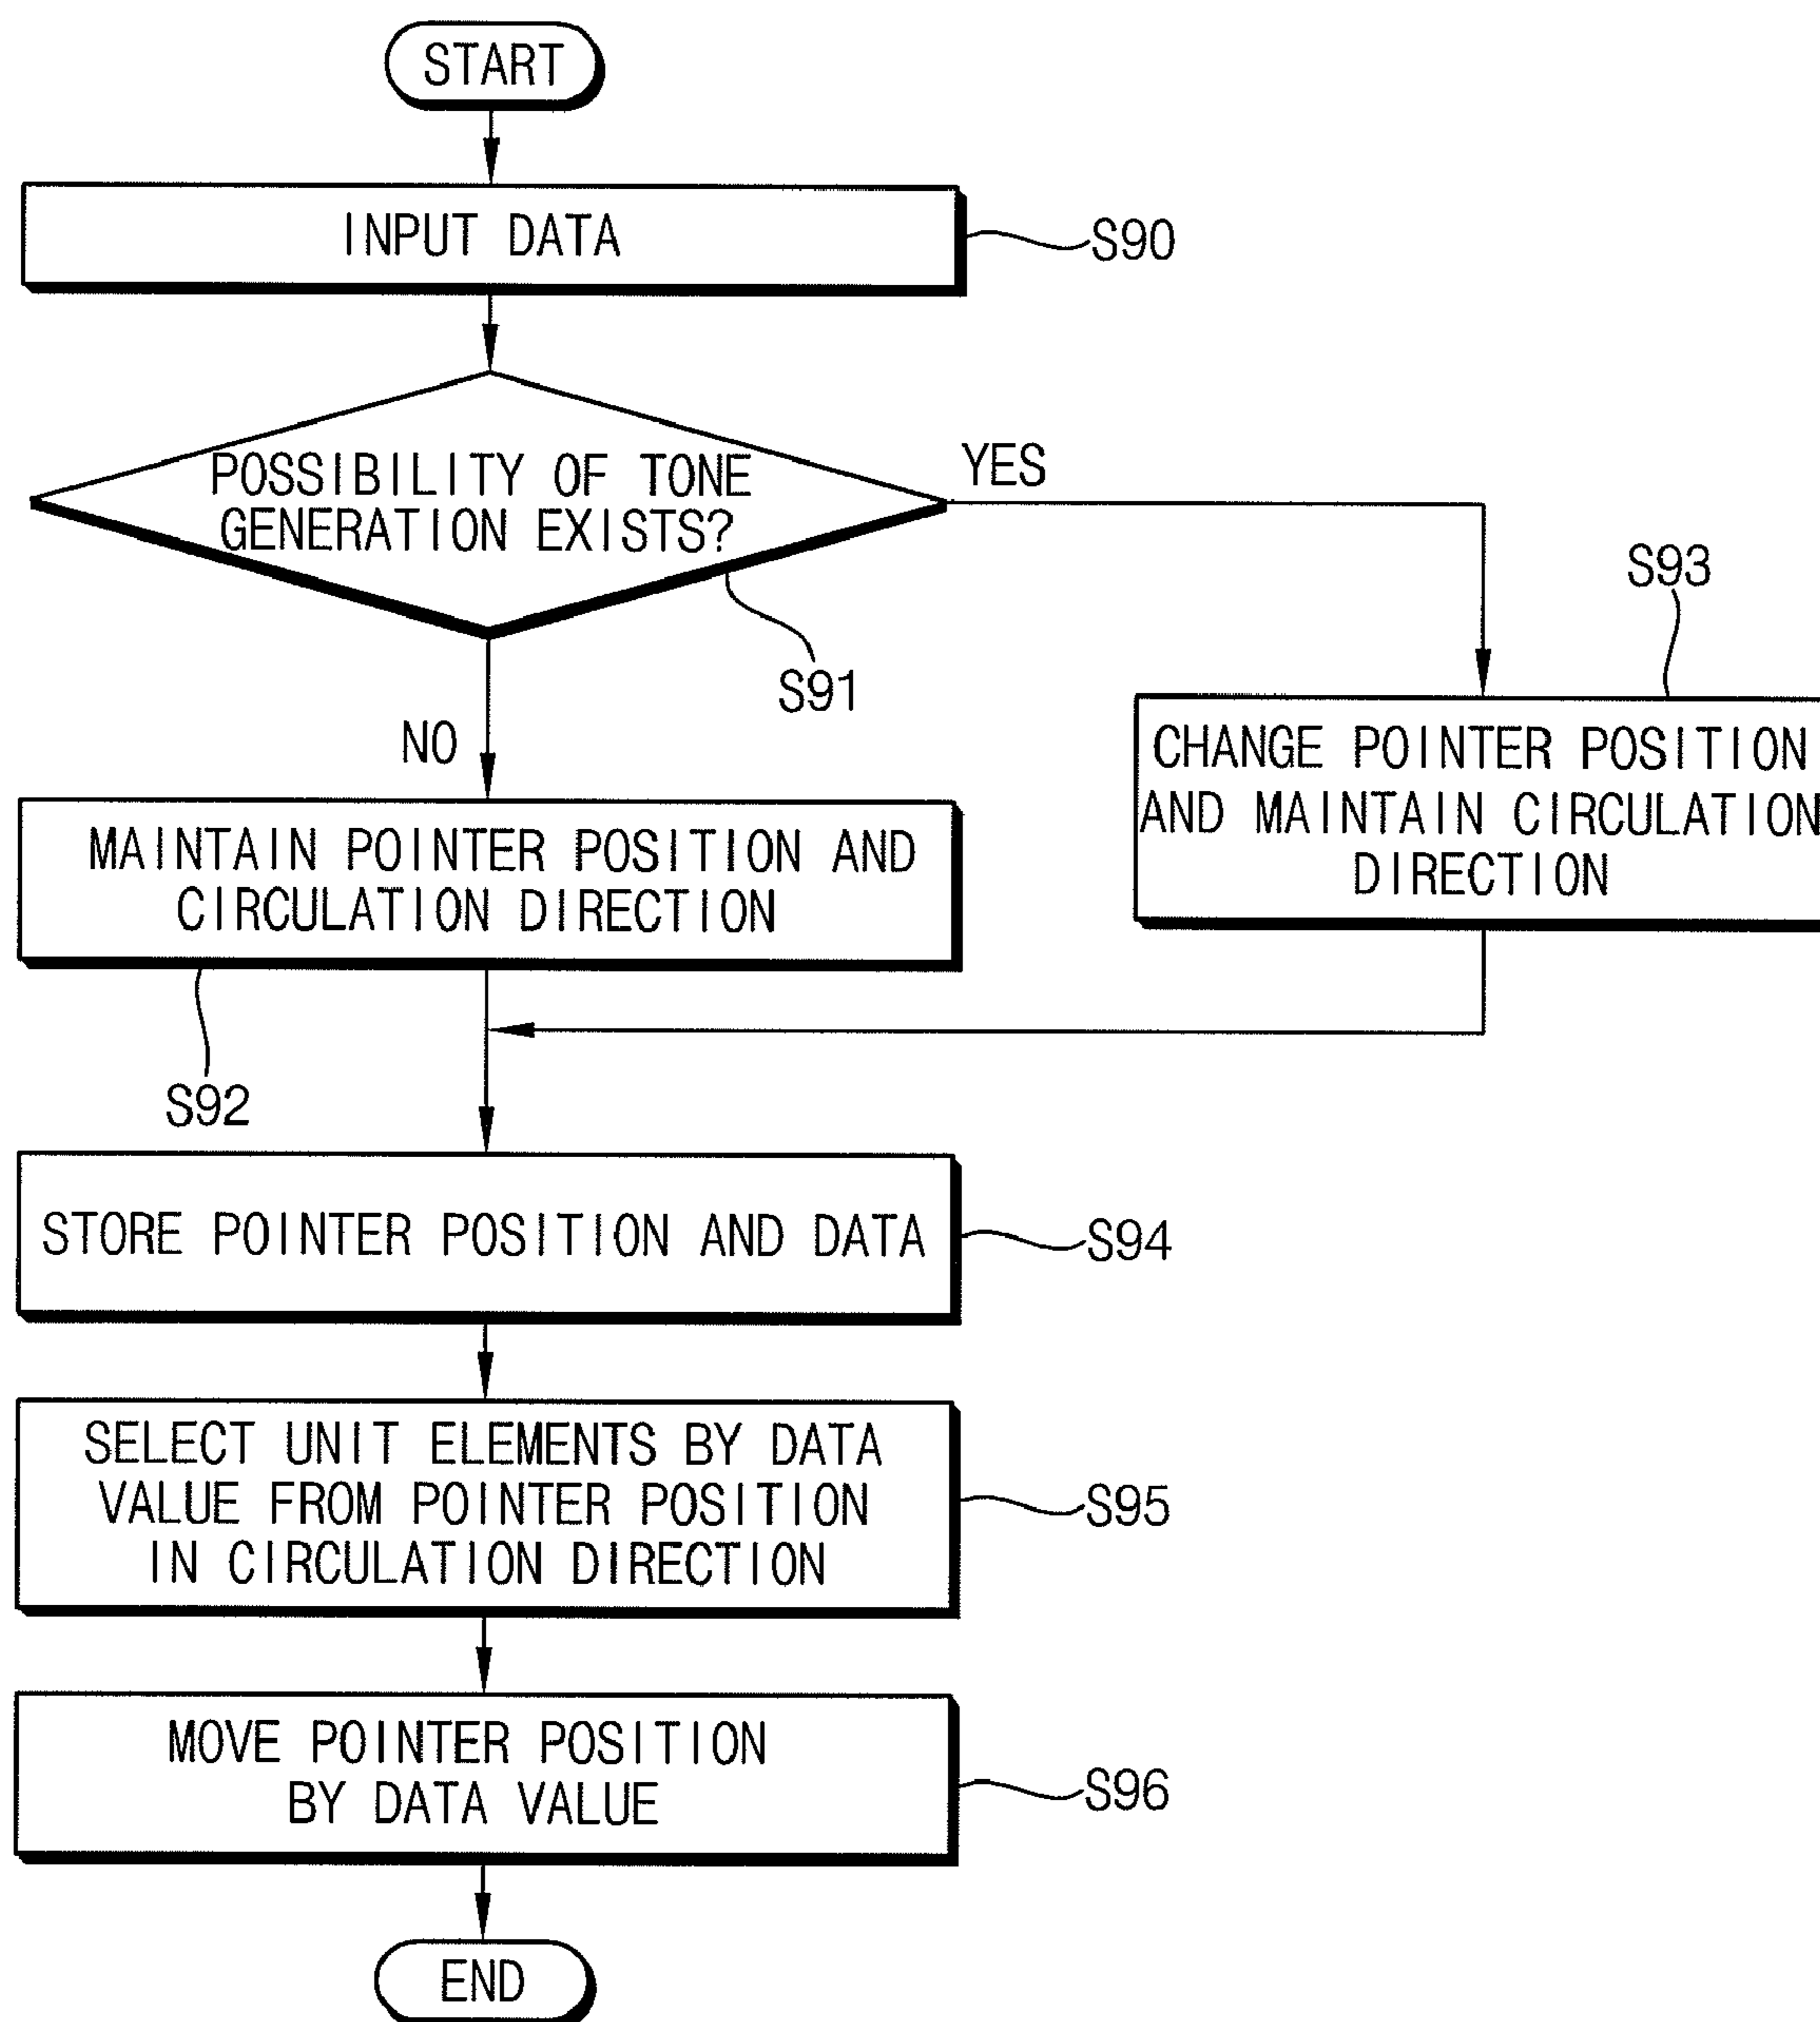 START
INPUT DATA
S90
POSSIBILITY OF TONE
GENERATION EXISTS?
YES
S91
S93
NO
CHANGE POINTER POSITION
AND MAINTAIN CIRCULATION
DIRECTION
MAINTAIN POINTER POSITION AND
CIRCULATION DIRECTION
S92
STORE POINTER POSITION AND DATA
S94
SELECT UNIT ELEMENTS BY DATA
VALUE FROM POINTER POSITION
IN CIRCULATION DIRECTION
S95
MOVE POINTER POSITION
BY DATA VALUE
S96
END